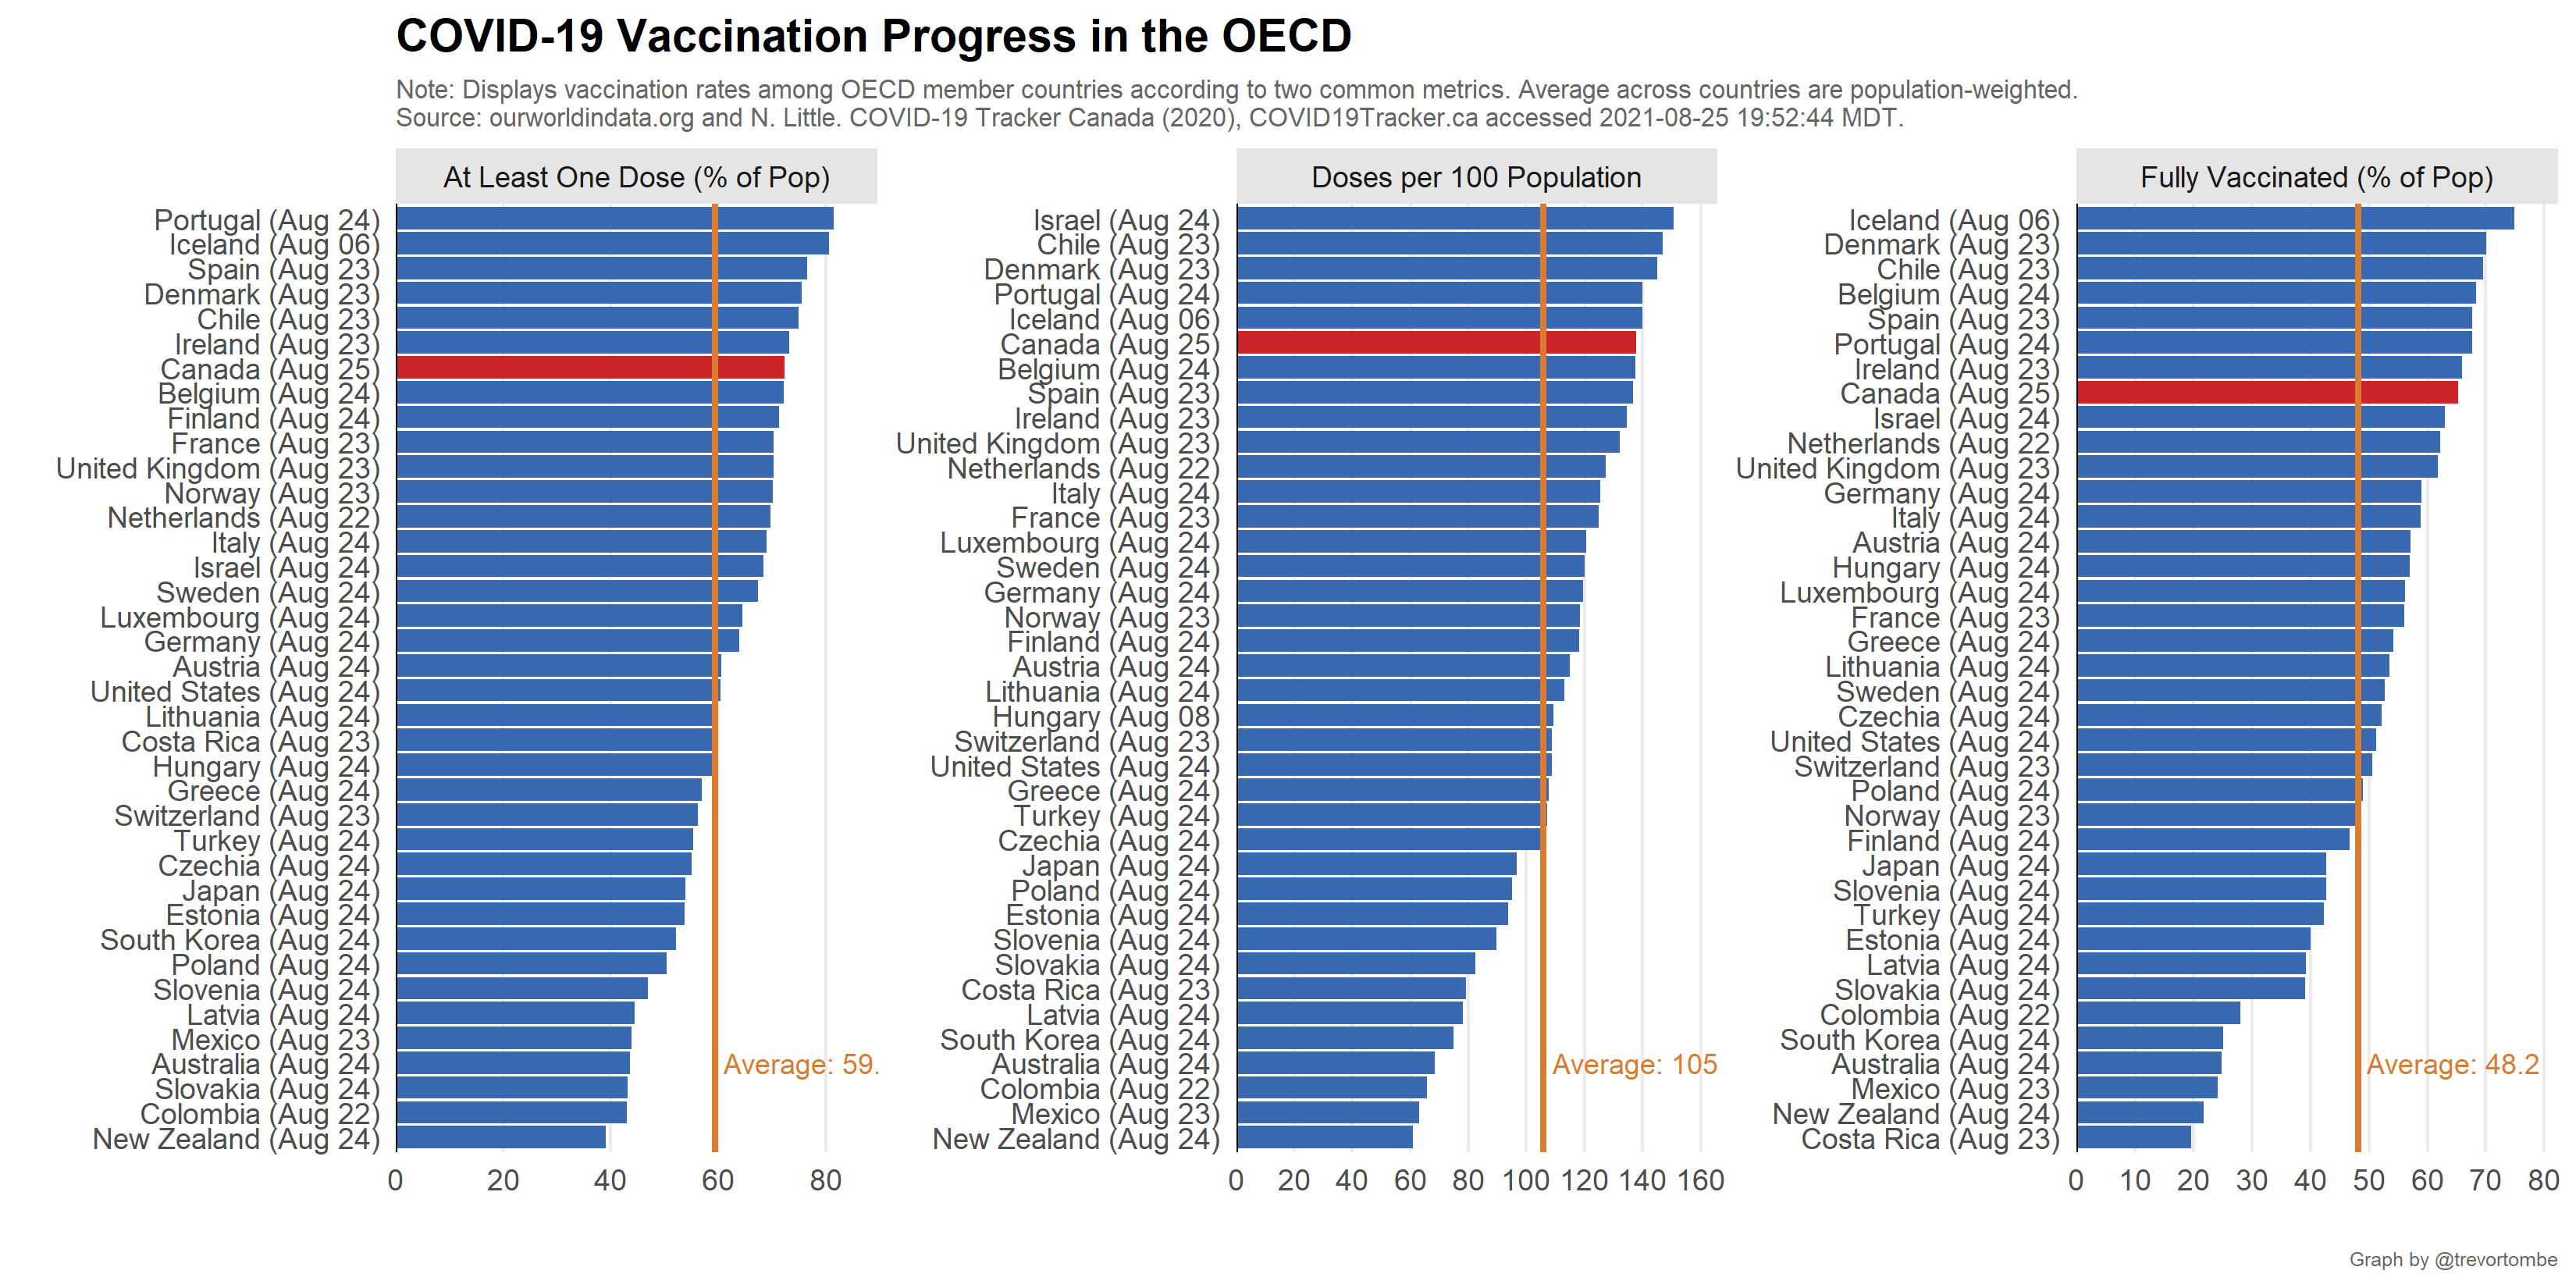 COVID-19 Vaccination Progress in the OECD
Note: Displays vaccination rates among OECD member countries according to two common metrics. Average across countries are population-weighted.
Source: ourworldindata.org and N. Little. COVID-19 Tracker Canada (2020), COVID19Tracker.ca accessed 2021-08-25 19:52:44 MDT.
At Least One Dose (% of Pop)
Portugal (Aug 24)
Iceland (Aug 06)
Spain (Aug 23)
Denmark (Aug 23)
Chile (Aug 23)
Ireland (Aug 23)
Canada (Aug 25)
Belgium (Aug 24)
Finland (Aug 24)
France (Aug 23)
United Kingdom (Aug 23)
Norway (Aug 23)
Netherlands (Aug 22)
Italy (Aug 24)
Israel (Aug 24)
Sweden (Aug 24)
Luxembourg (Aug 24)
Germany (Aug 24)
Austria (Aug 24)
United States (Aug 24)
Lithuania (Aug 24)
Costa Rica (Aug 23)
Hungary (Aug 24)
Greece (Aug 24)
Switzerland (Aug 23)
Turkey (Aug 24)
Czechia (Aug 24)
Japan (Aug 24)
Estonia (Aug 24)
South Korea (Aug 24)
Poland (Aug 24)
Slovenia (Aug 24)
Latvia (Aug 24)
Mexico (Aug 23)
Australia (Aug 24)
Slovakia (Aug 24)
Colombia (Aug 22)
New Zealand (Aug 24)
Average: 59.
0 20 40 60 80
Doses per 100 Population
Israel (Aug 24)
Chile (Aug 23)
Denmark (Aug 23)
Portugal (Aug 24)
Iceland (Aug 06)
Canada (Aug 25)
Belgium (Aug 24)
Spain (Aug 23)
Ireland (Aug 23)
United Kingdom (Aug 23)
Netherlands (Aug 22)
Italy (Aug 24)
France (Aug 23)
Luxembourg (Aug 24)
Sweden (Aug 24)
Germany (Aug 24)
Norway (Aug 23)
Finland (Aug 24)
Austria (Aug 24)
Lithuania (Aug 24)
Hungary (Aug 08)
Switzerland (Aug 23)
United States (Aug 24)
Greece (Aug 24)
Turkey (Aug 24)
Czechia (Aug 24)
Japan (Aug 24)
Poland (Aug 24)
Estonia (Aug 24)
Slovenia (Aug 24)
Slovakia (Aug 24)
Costa Rica (Aug 23)
Latvia (Aug 24)
South Korea (Aug 24)
Australia (Aug 24)
Colombia (Aug 22)
Mexico (Aug 23)
New Zealand (Aug 24)
Average: 105
0 20 40 60 80 100 120 140 160
Fully Vaccinated (% of Pop)
Iceland (Aug 06)
Denmark (Aug 23)
Chile (Aug 23)
Belgium (Aug 24)
Spain (Aug 23)
Portugal (Aug 24)
Ireland (Aug 23)
Canada (Aug 25)
Israel (Aug 24)
Netherlands (Aug 22)
United Kingdom (Aug 23)
Germany (Aug 24)
Italy (Aug 24)
Austria (Aug 24)
Hungary (Aug 24)
Luxembourg (Aug 24)
France (Aug 23)
Greece (Aug 24)
Lithuania (Aug 24)
Sweden (Aug 24)
Czechia (Aug 24)
United States (Aug 24)
Switzerland (Aug 23)
Poland (Aug 24)
Norway (Aug 23)
Finland (Aug 24)
Japan (Aug 24)
Slovenia (Aug 24)
Turkey (Aug 24)
Estonia (Aug 24)
Latvia (Aug 24)
Slovakia (Aug 24)
Colombia (Aug 22)
South Korea (Aug 24)
Australia (Aug 24)
Mexico (Aug 23)
New Zealand (Aug 24)
Costa Rica (Aug 23)
Average: 48.2
0 10 20 30 40 50 60 70 80
Graph by @trevortombe